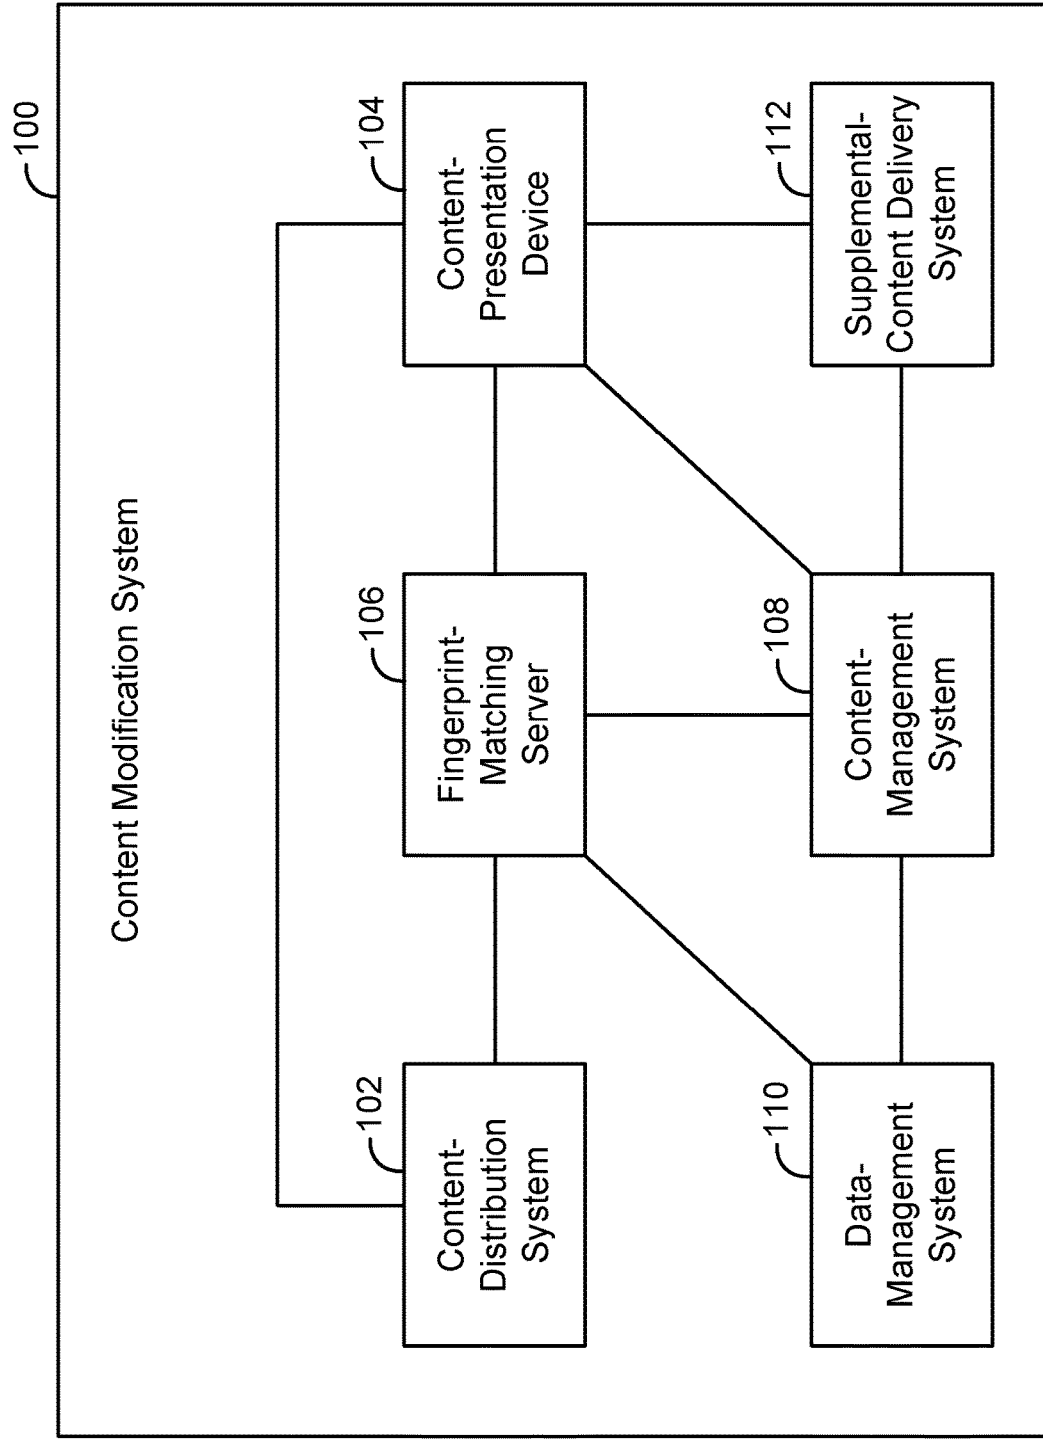 100
Content Modification System
102
Content-
Distribution
System
106
Fingerprint-
Matching
Server
104
Content-
Presentation
Device
110
Data-
Management
System
108
Content-
Management
System
112
Supplemental-
Content Delivery
System